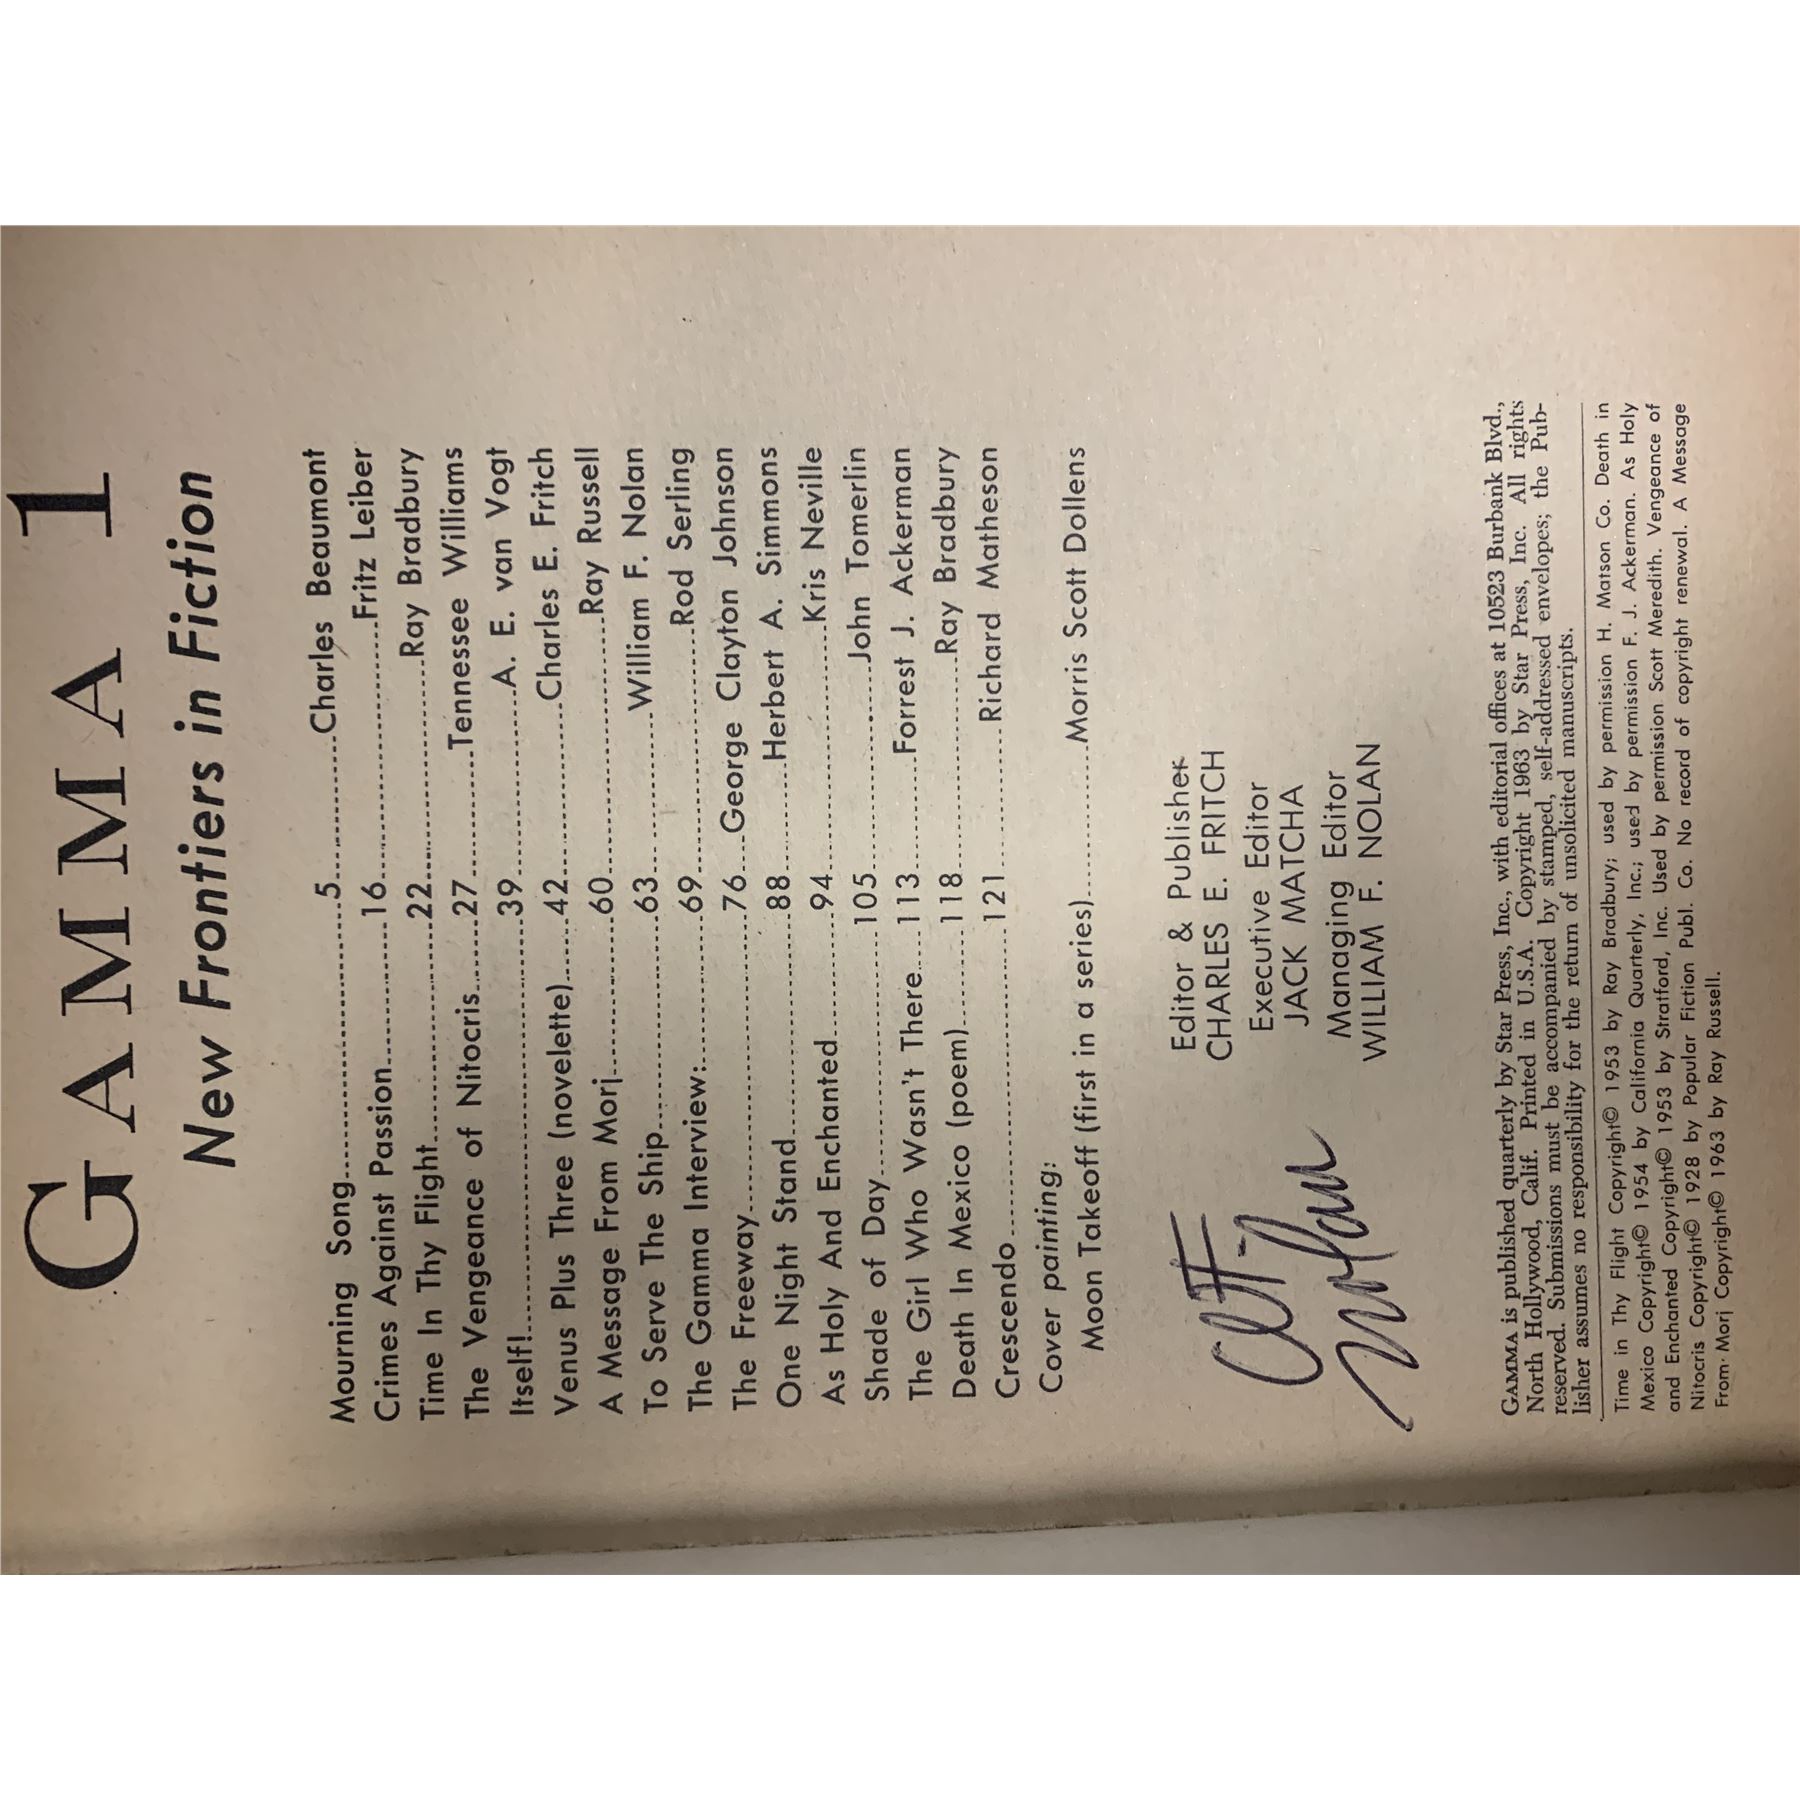 GAMMA 1
New Frontiers in Fiction
Mourning Song..........5..........Charles Beaumont
Crimes Against Passion..........16..........Fritz Leiber
Time In Thy Flight..........22..........Ray Bradbury
The Vengeance of Nitocris..........27..........Tennessee Williams
Itself!..........39..........A. E. van Vogt
Venus Plus Three (novelette)..........42..........Charles E. Fritch
A Message From Morj..........60..........Ray Russell
To Serve The Ship..........63..........William F. Nolan
The Gamma Interview:..........69..........Rod Serling
The Freeway..........76..........George Clayton Johnson
One Night Stand..........88..........Herbert A. Simmons
As Holy And Enchanted..........94..........Kris Neville
Shade of Day..........105..........John Tomerlin
The Girl Who Wasn't There..........113..........Forrest J. Ackerman
Death In Mexico (poem)..........118..........Ray Bradbury
Crescendo..........121..........Richard Matheson
Cover painting:
Moon Takeoff (first in a series)..........Morris Scott Dollens
Editor & Publisher
CHARLES E. FRITCH
Executive Editor
JACK MATCHA
Managing Editor
WILLIAM F. NOLAN
Nolan
GAMMA is published quarterly by Star Press, Inc., with editorial offices at 10523 Burbank Blvd.,
North Hollywood, Calif. Printed in U.S.A. Copyright 1963 by Star Press, Inc. All rights
reserved. Submissions must be accompanied by stamped, self-addressed envelopes; the Pub-
lisher assumes no responsibility for the return of unsolicited manuscripts.
Time in Thy Flight Copyright© 1953 by Ray Bradbury; used by permission H. Matson Co. Death in
Mexico Copyright© 1954 by California Quarterly, Inc.; used by permission F. J. Ackerman. As Holy
and Enchanted Copyright© 1953 by Stratford, Inc. Used by permission Scott Meredith. Vengeance of
Nitocris Copyright© 1928 by Popular Fiction Publ. Co. No record of copyright renewal. A Message
From Morj Copyright© 1963 by Ray Russell.